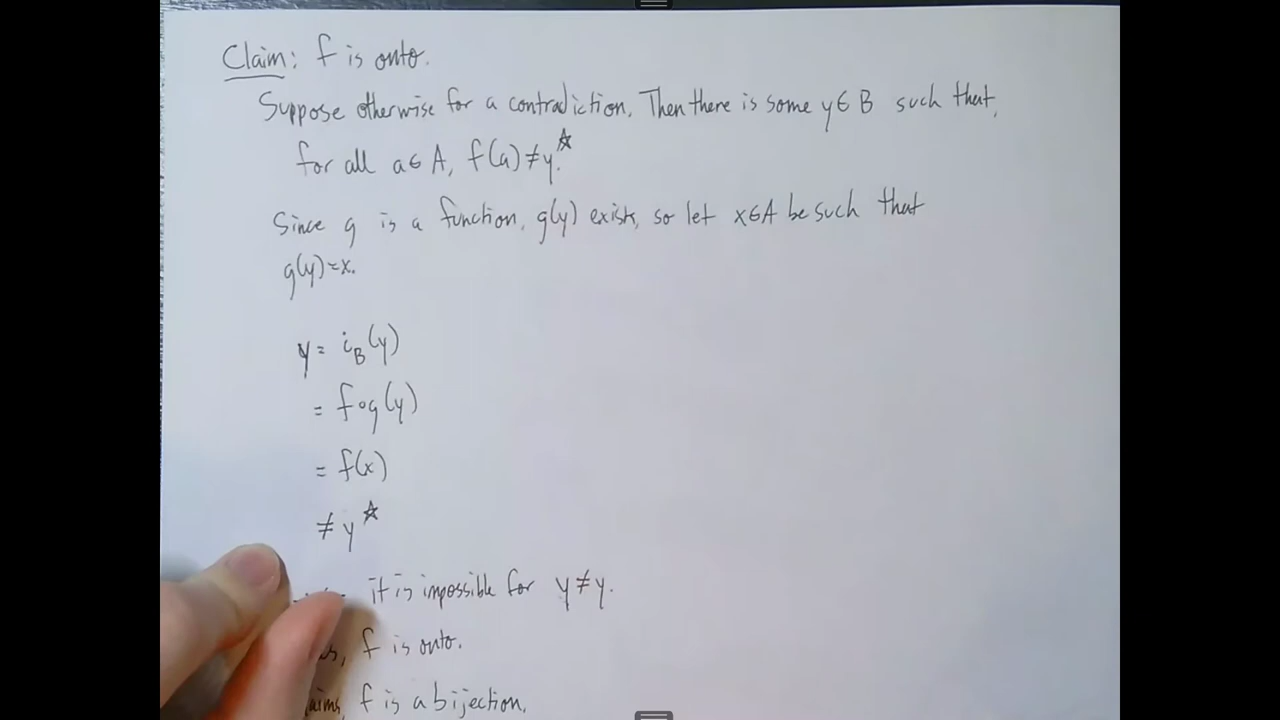 Claim: f is onto.
Suppose otherwise for a contradiction. Then there is some y∈B such that,
for all a∈A, f(a)≠y.☆
Since g is a function, g(y) exists, so let x∈A be such that
g(y)=x.
y = i_B(y)
= f∘g(y)
= f(x)
≠ y ☆
it is impossible for y≠y.
f is onto.
f is a bijection.